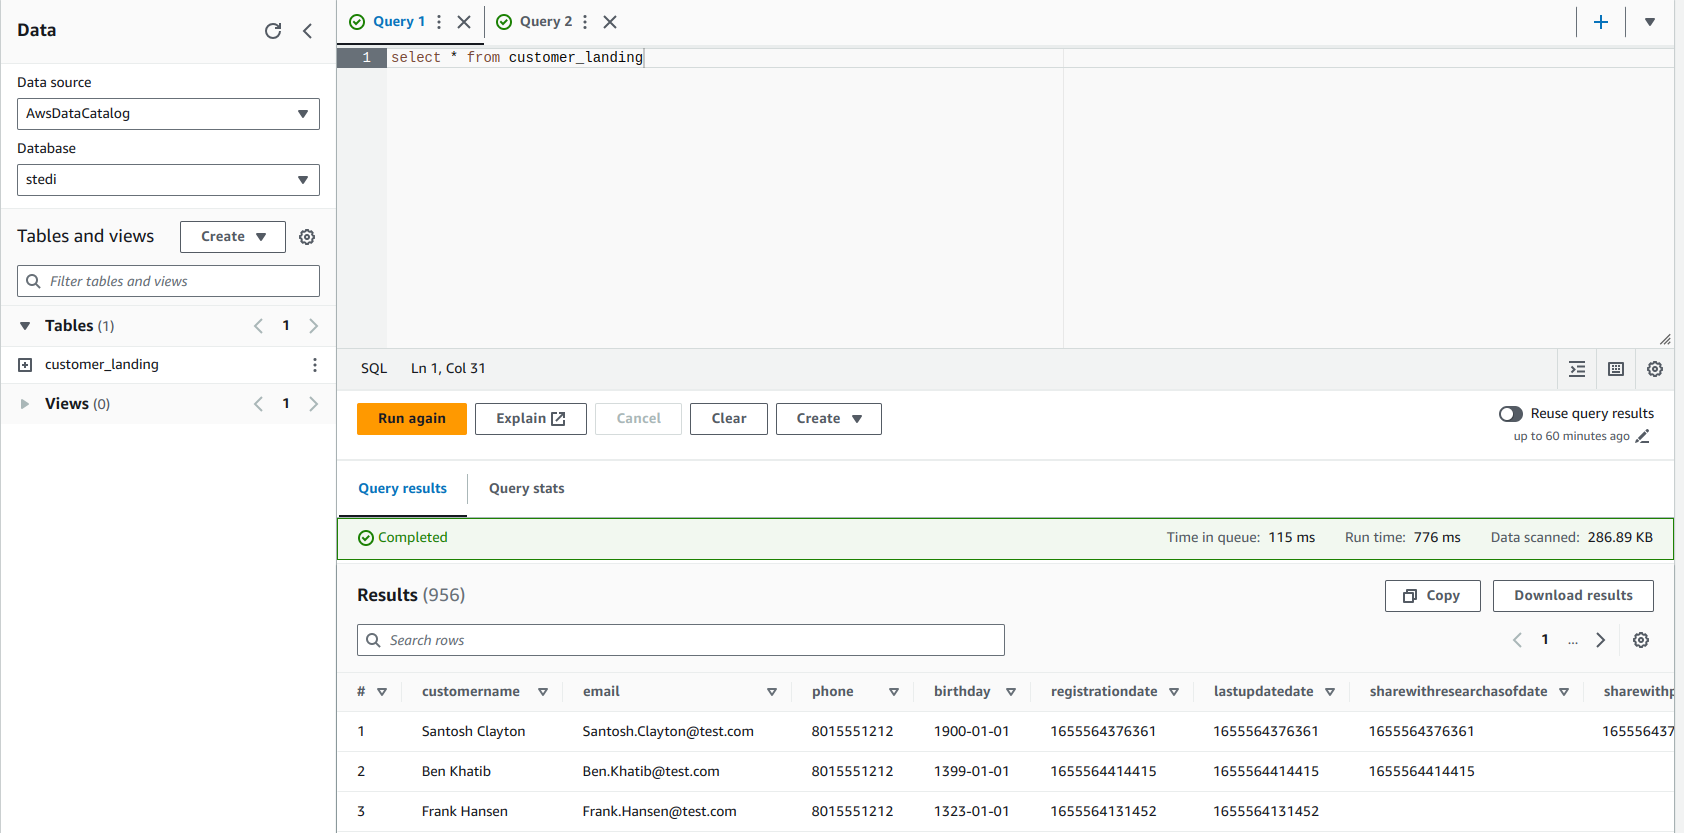 Data
Data source
AwsDataCatalog
Database
stedi
Tables and views
Create
Filter tables and views
Tables (1)
1
customer_landing
Views (0)
1
Query 1
Query 2
1 select * from customer_landing
SQL Ln 1, Col 31
Run again
Explain
Cancel
Clear
Create
Reuse query results
up to 60 minutes ago
Query results
Query stats
Completed
Time in queue: 115 ms Run time: 776 ms Data scanned: 286.89 KB
Results (956)
Copy
Download results
Search rows
1 ...
# customername email phone birthday registrationdate lastupdatedate sharewithresearchasofdate sharewithp
1 Santosh Clayton Santosh.Clayton@test.com 8015551212 1900-01-01 1655564376361 1655564376361 1655564376361 165556437
2 Ben Khatib Ben.Khatib@test.com 8015551212 1399-01-01 1655564414415 1655564414415 1655564414415
3 Frank Hansen Frank.Hansen@test.com 8015551212 1323-01-01 1655564131452 1655564131452